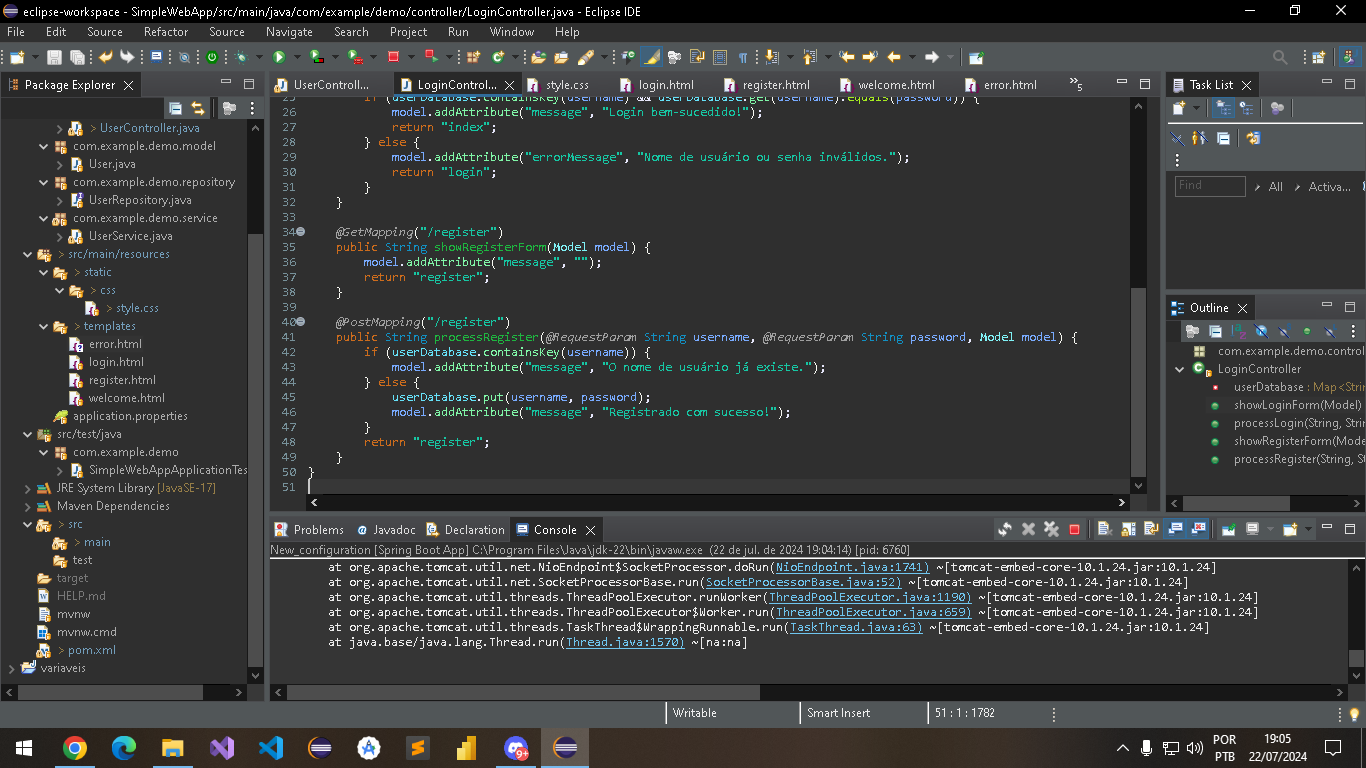 eclipse-workspace - SimpleWebApp/src/main/java/com/example/demo/controller/LoginController.java - Eclipse IDE
File Edit Source Refactor Source Navigate Search Project Run Window Help
Package Explorer
> UserController.java
com.example.demo.model
User.java
com.example.demo.repository
UserRepository.java
com.example.demo.service
UserService.java
> src/main/resources
> static
> css
> style.css
> templates
error.html
login.html
register.html
welcome.html
application.properties
src/test/java
com.example.demo
SimpleWebAppApplicationTes
JRE System Library [JavaSE-17]
Maven Dependencies
> src
> main
test
target
HELP.md
mvnw
mvnw.cmd
> pom.xml
variaveis
UserControll... LoginControl... style.css login.html register.html welcome.html error.html »5
25 if (userDatabase.containsKey(username) && userDatabase.get(username).equals(password)) {
26 model.addAttribute("message", "Login bem-sucedido!");
27 return "index";
28 } else {
29 model.addAttribute("errorMessage", "Nome de usuário ou senha inválidos.");
30 return "login";
31 }
32 }
33
34 @GetMapping("/register")
35 public String showRegisterForm(Model model) {
36 model.addAttribute("message", "");
37 return "register";
38 }
39
40 @PostMapping("/register")
41 public String processRegister(@RequestParam String username, @RequestParam String password, Model model) {
42 if (userDatabase.containsKey(username)) {
43 model.addAttribute("message", "O nome de usuário já existe.");
44 } else {
45 userDatabase.put(username, password);
46 model.addAttribute("message", "Registrado com sucesso!");
47 }
48 return "register";
49 }
50 }
51
Task List
Find All Activa...
Outline
com.example.demo.control
LoginController
userDatabase : Map<Strin
showLoginForm(Model)
processLogin(String, Strin
showRegisterForm(Mode
processRegister(String, St
Problems @ Javadoc Declaration Console
New_configuration [Spring Boot App] C:\Program Files\Java\jdk-22\bin\javaw.exe (22 de jul. de 2024 19:04:14) [pid: 6760]
at org.apache.tomcat.util.net.NioEndpoint$SocketProcessor.doRun(NioEndpoint.java:1741) ~[tomcat-embed-core-10.1.24.jar:10.1.24]
at org.apache.tomcat.util.net.SocketProcessorBase.run(SocketProcessorBase.java:52) ~[tomcat-embed-core-10.1.24.jar:10.1.24]
at org.apache.tomcat.util.threads.ThreadPoolExecutor.runWorker(ThreadPoolExecutor.java:1190) ~[tomcat-embed-core-10.1.24.jar:10.1.24]
at org.apache.tomcat.util.threads.ThreadPoolExecutor$Worker.run(ThreadPoolExecutor.java:659) ~[tomcat-embed-core-10.1.24.jar:10.1.24]
at org.apache.tomcat.util.threads.TaskThread$WrappingRunnable.run(TaskThread.java:63) ~[tomcat-embed-core-10.1.24.jar:10.1.24]
at java.base/java.lang.Thread.run(Thread.java:1570) ~[na:na]
Writable Smart Insert 51 : 1 : 1782
9+
POR 19:05
PTB 22/07/2024